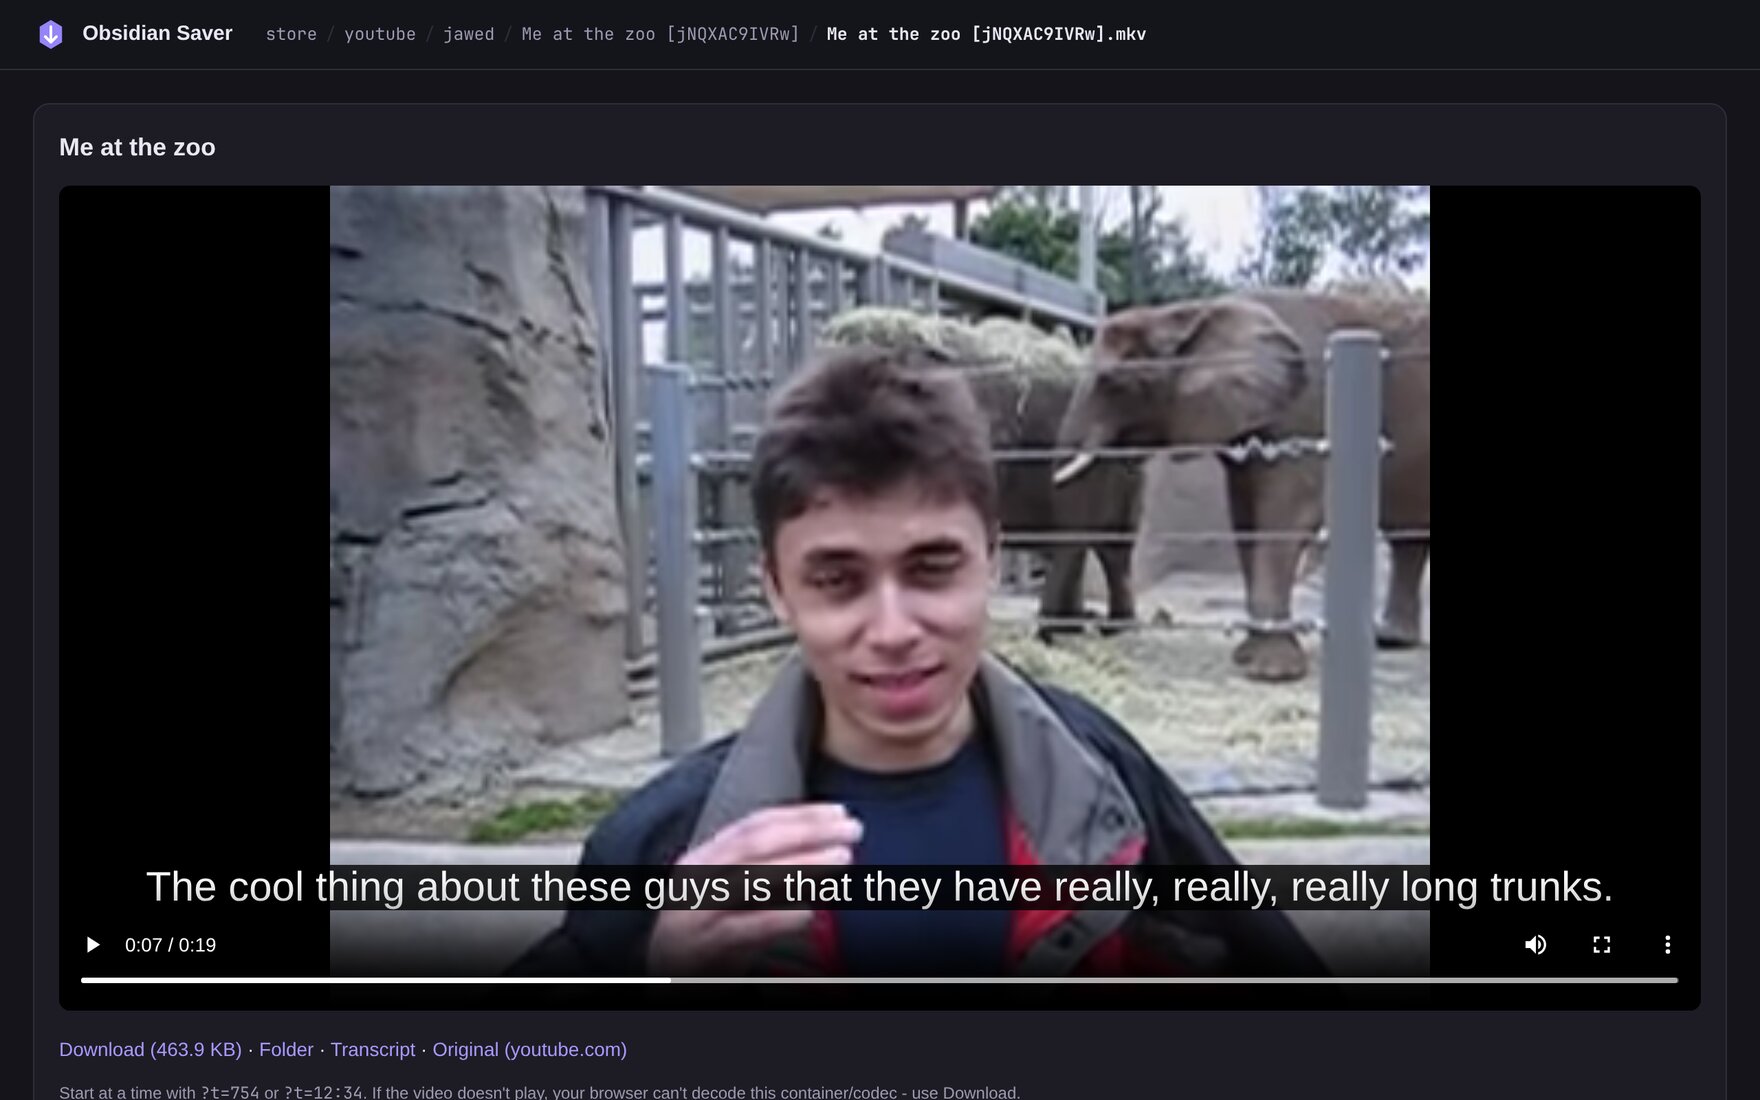 Obsidian Saver store / youtube / jawed / Me at the zoo [jNQXAC9IVRw] / Me at the zoo [jNQXAC9IVRw].mkv
Me at the zoo
The cool thing about these guys is that they have really, really, really long trunks.
0:07 / 0:19
Download (463.9 KB) · Folder · Transcript · Original (youtube.com)
Start at a time with ?t=754 or ?t=12:34. If the video doesn't play, your browser can't decode this container/codec - use Download.